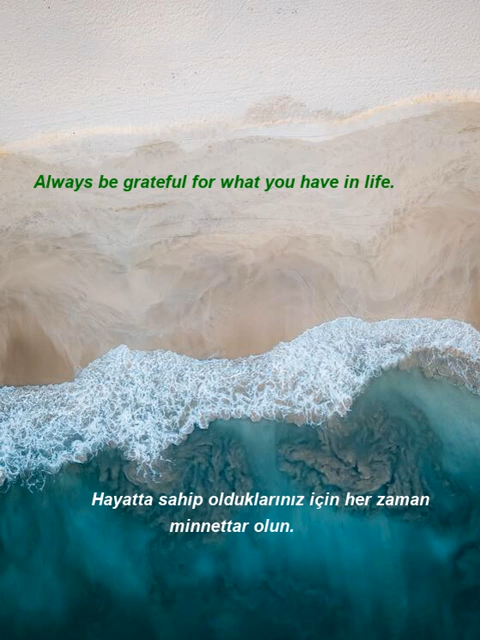 Always be grateful for what you have in life.
Hayatta sahip olduklarınız için her zaman
minnettar olun.